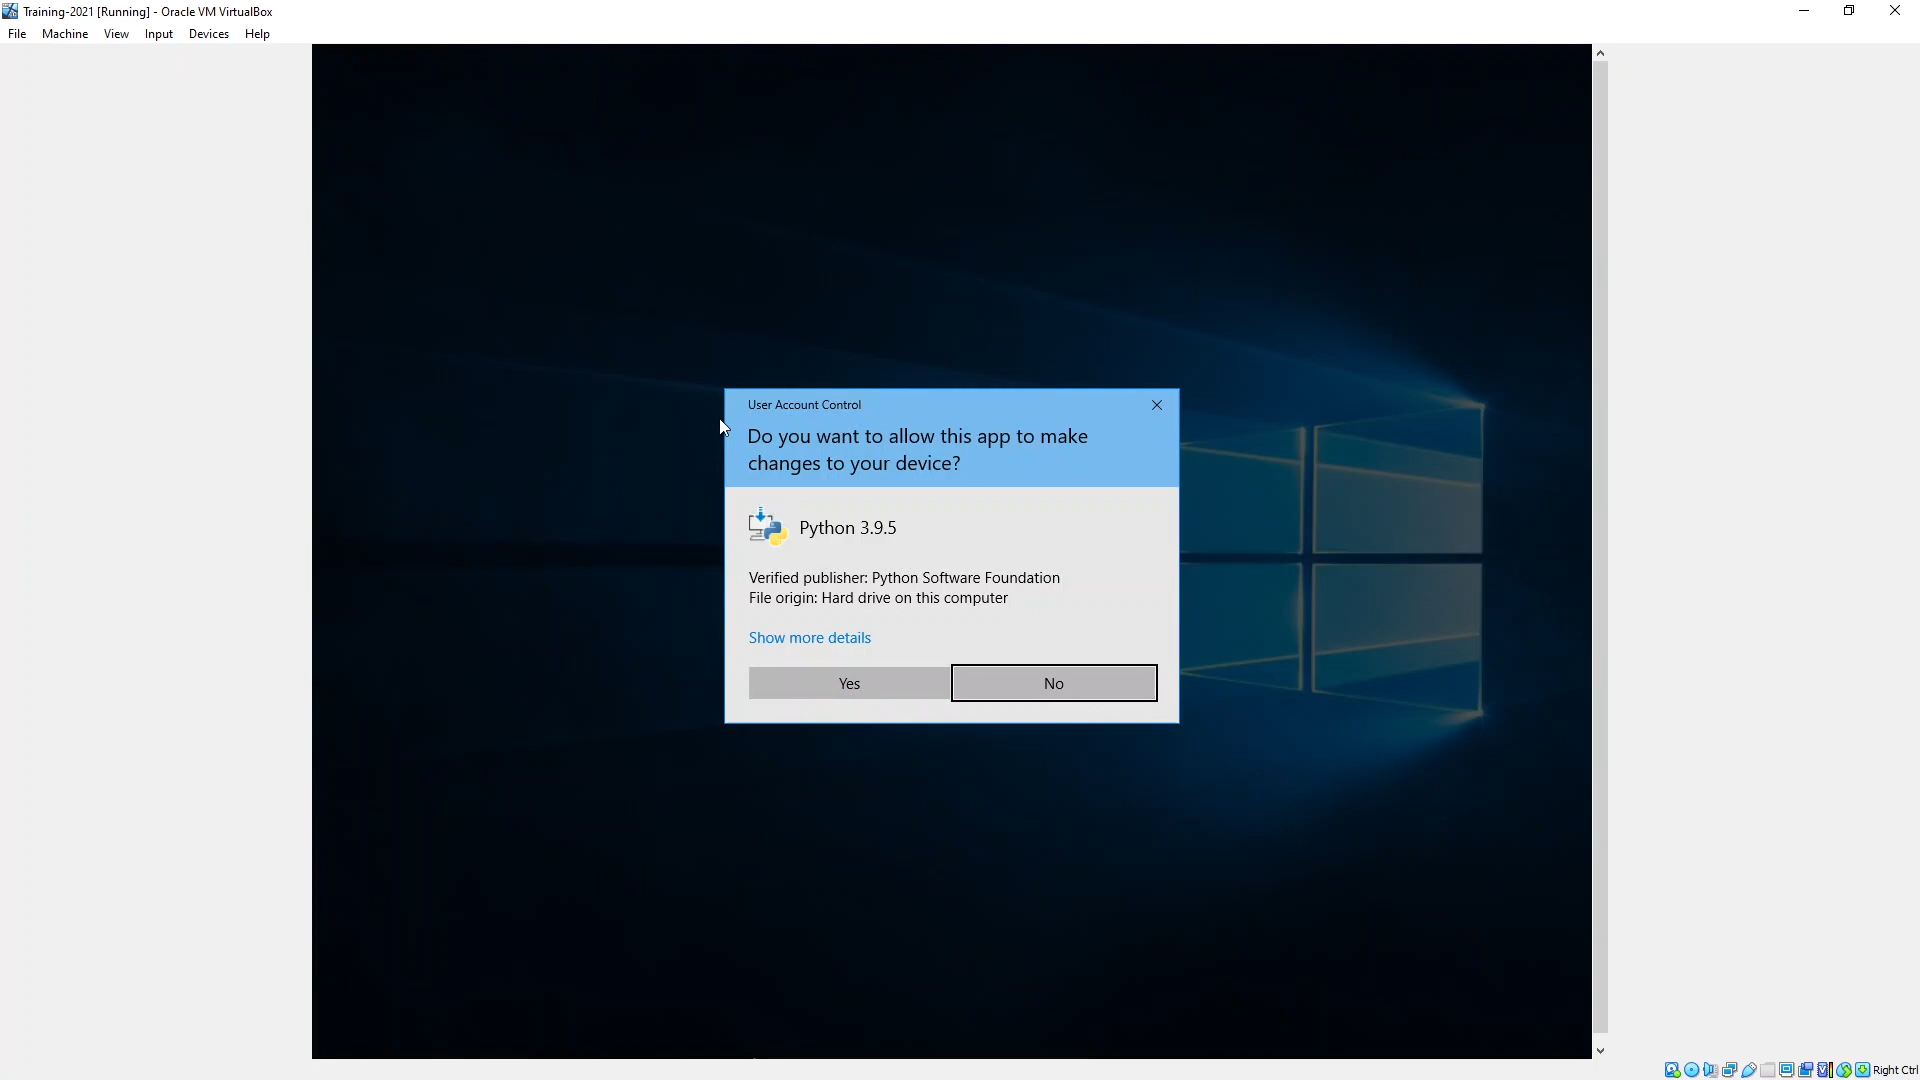 Training-2021 [Running] - Oracle VM VirtualBox
File Machine View Input Devices Help
User Account Control
Do you want to allow this app to make
changes to your device?
Python 3.9.5
Verified publisher: Python Software Foundation
File origin: Hard drive on this computer
Show more details
Yes No
Right Ctrl